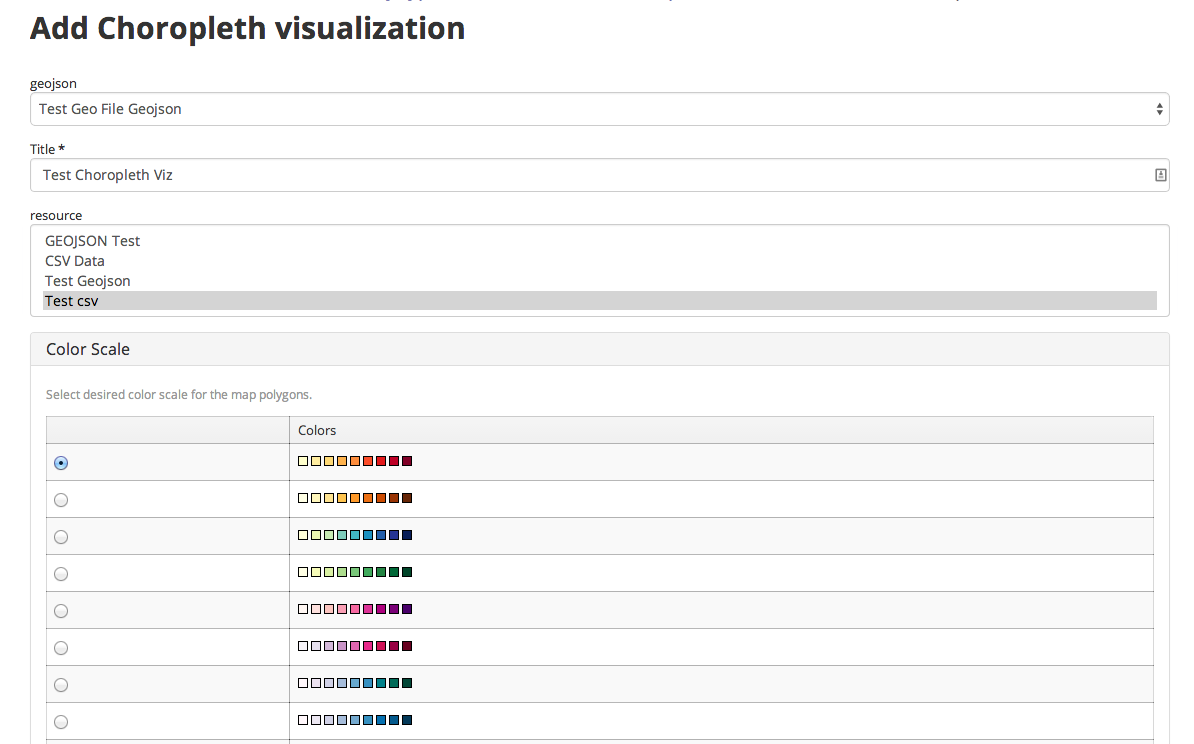 Add Choropleth visualization
geojson
Test Geo File Geojson
Title *
Test Choropleth Viz
resource
GEOJSON Test
CSV Data
Test Geojson
Test csv
Color Scale
Select desired color scale for the map polygons.
Colors